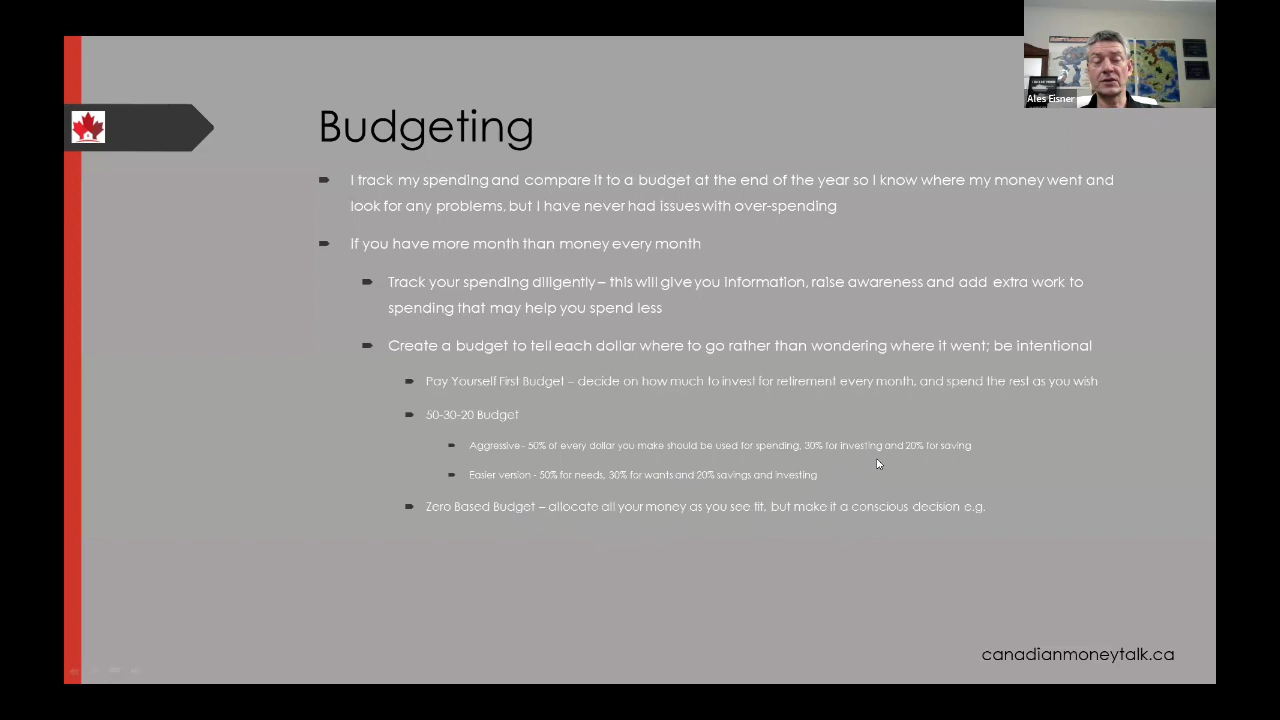 Ales Eisner
Budgeting
I track my spending and compare it to a budget at the end of the year so I know where my money went and
look for any problems, but I have never had issues with over-spending
If you have more month than money every month
Track your spending diligently – this will give you information, raise awareness and add extra work to
spending that may help you spend less
Create a budget to tell each dollar where to go rather than wondering where it went; be intentional
Pay Yourself First Budget – decide on how much to invest for retirement every month, and spend the rest as you wish
50-30-20 Budget
Aggressive - 50% of every dollar you make should be used for spending, 30% for investing and 20% for saving
Easier version - 50% for needs, 30% for wants and 20% savings and investing
Zero Based Budget – allocate all your money as you see fit, but make it a conscious decision e.g.
canadianmoneytalk.ca